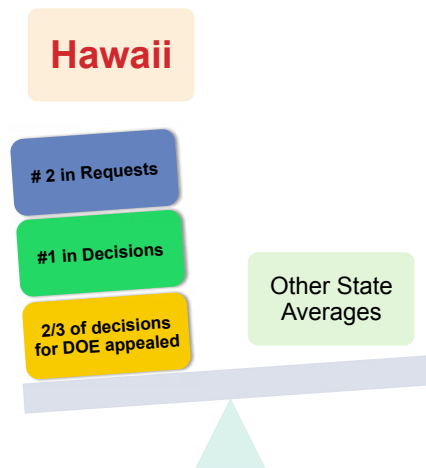 Hawaii
# 2 in Requests
#1 in Decisions
2/3 of decisions
for DOE appealed
Other State
Averages